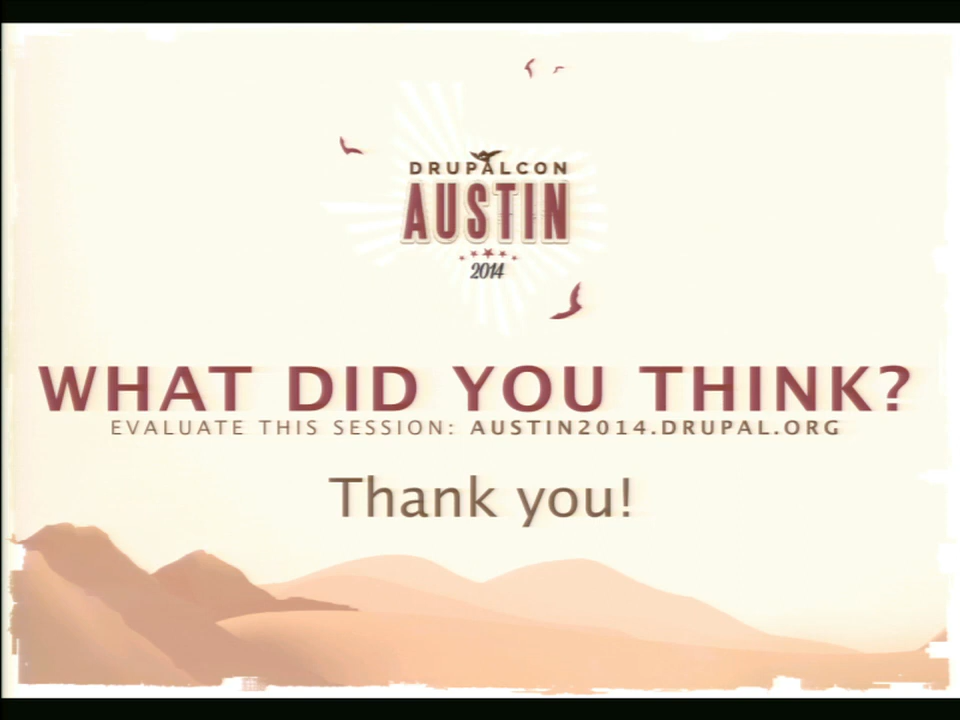 DRUPALCON
AUSTIN
2014
WHAT DID YOU THINK?
EVALUATE THIS SESSION: AUSTIN2014.DRUPAL.ORG
Thank you!